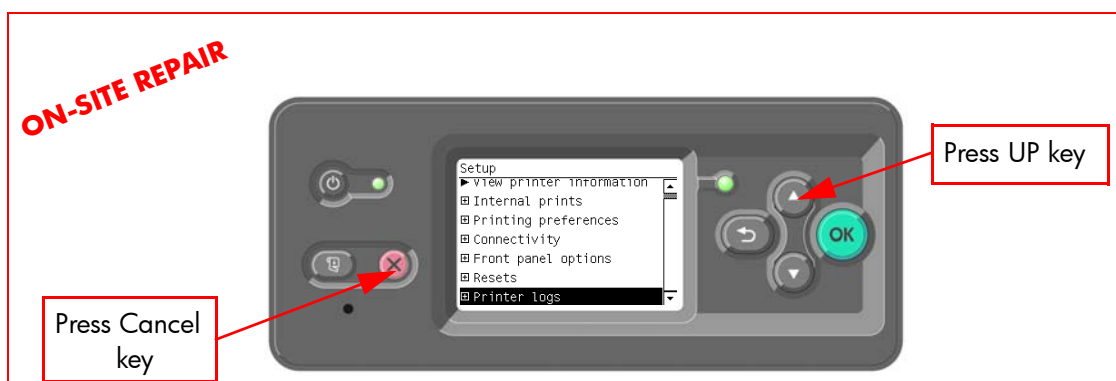 ON-SITE REPAIR
Setup
View printer information
Internal prints
Printing preferences
Connectivity
Front panel options
Resets
Printer logs
Press UP key
OK
Press Cancel
key